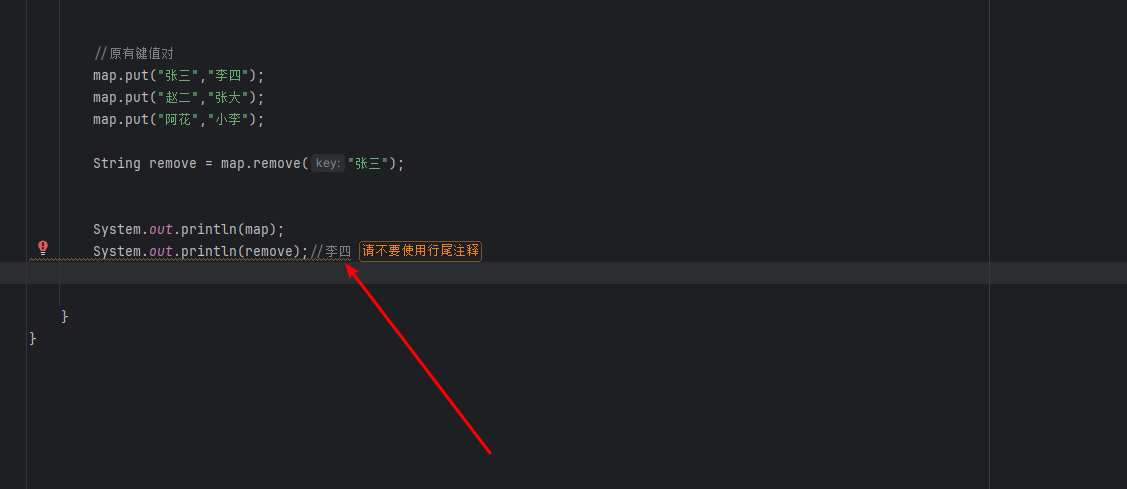 //原有键值对
map.put("张三","李四");
map.put("赵二","张大");
map.put("阿花","小李");
String remove = map.remove( key: "张三");
System.out.println(map);
System.out.println(remove);//李四 请不要使用行尾注释
}
}